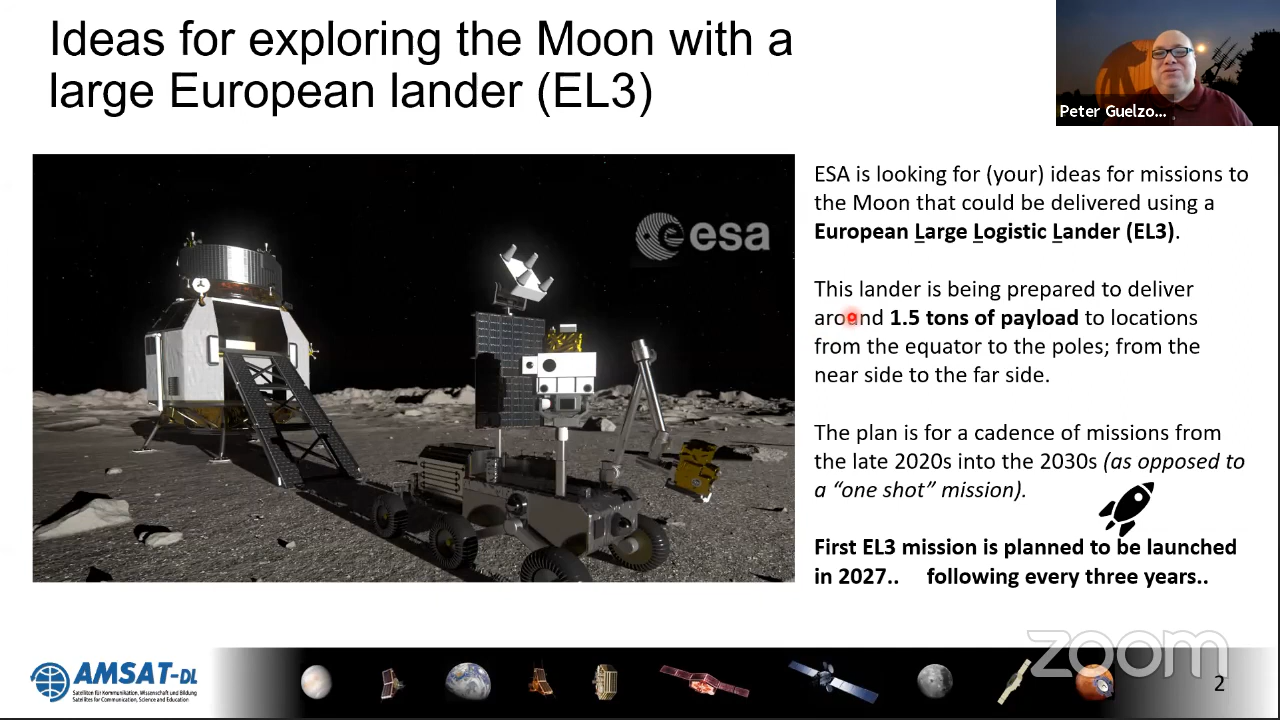 Ideas for exploring the Moon with a
large European lander (EL3)
Peter Guelzo...
esa
ESA is looking for (your) ideas for missions to
the Moon that could be delivered using a
European Large Logistic Lander (EL3).
This lander is being prepared to deliver
around 1.5 tons of payload to locations
from the equator to the poles; from the
near side to the far side.
The plan is for a cadence of missions from
the late 2020s into the 2030s (as opposed to
a “one shot” mission).
First EL3 mission is planned to be launched
in 2027.. following every three years..
AMSAT-DL
Satelliten für Kommunikation, Wissenschaft und Bildung
Satellites for Communication, Science and Education
zoom
2